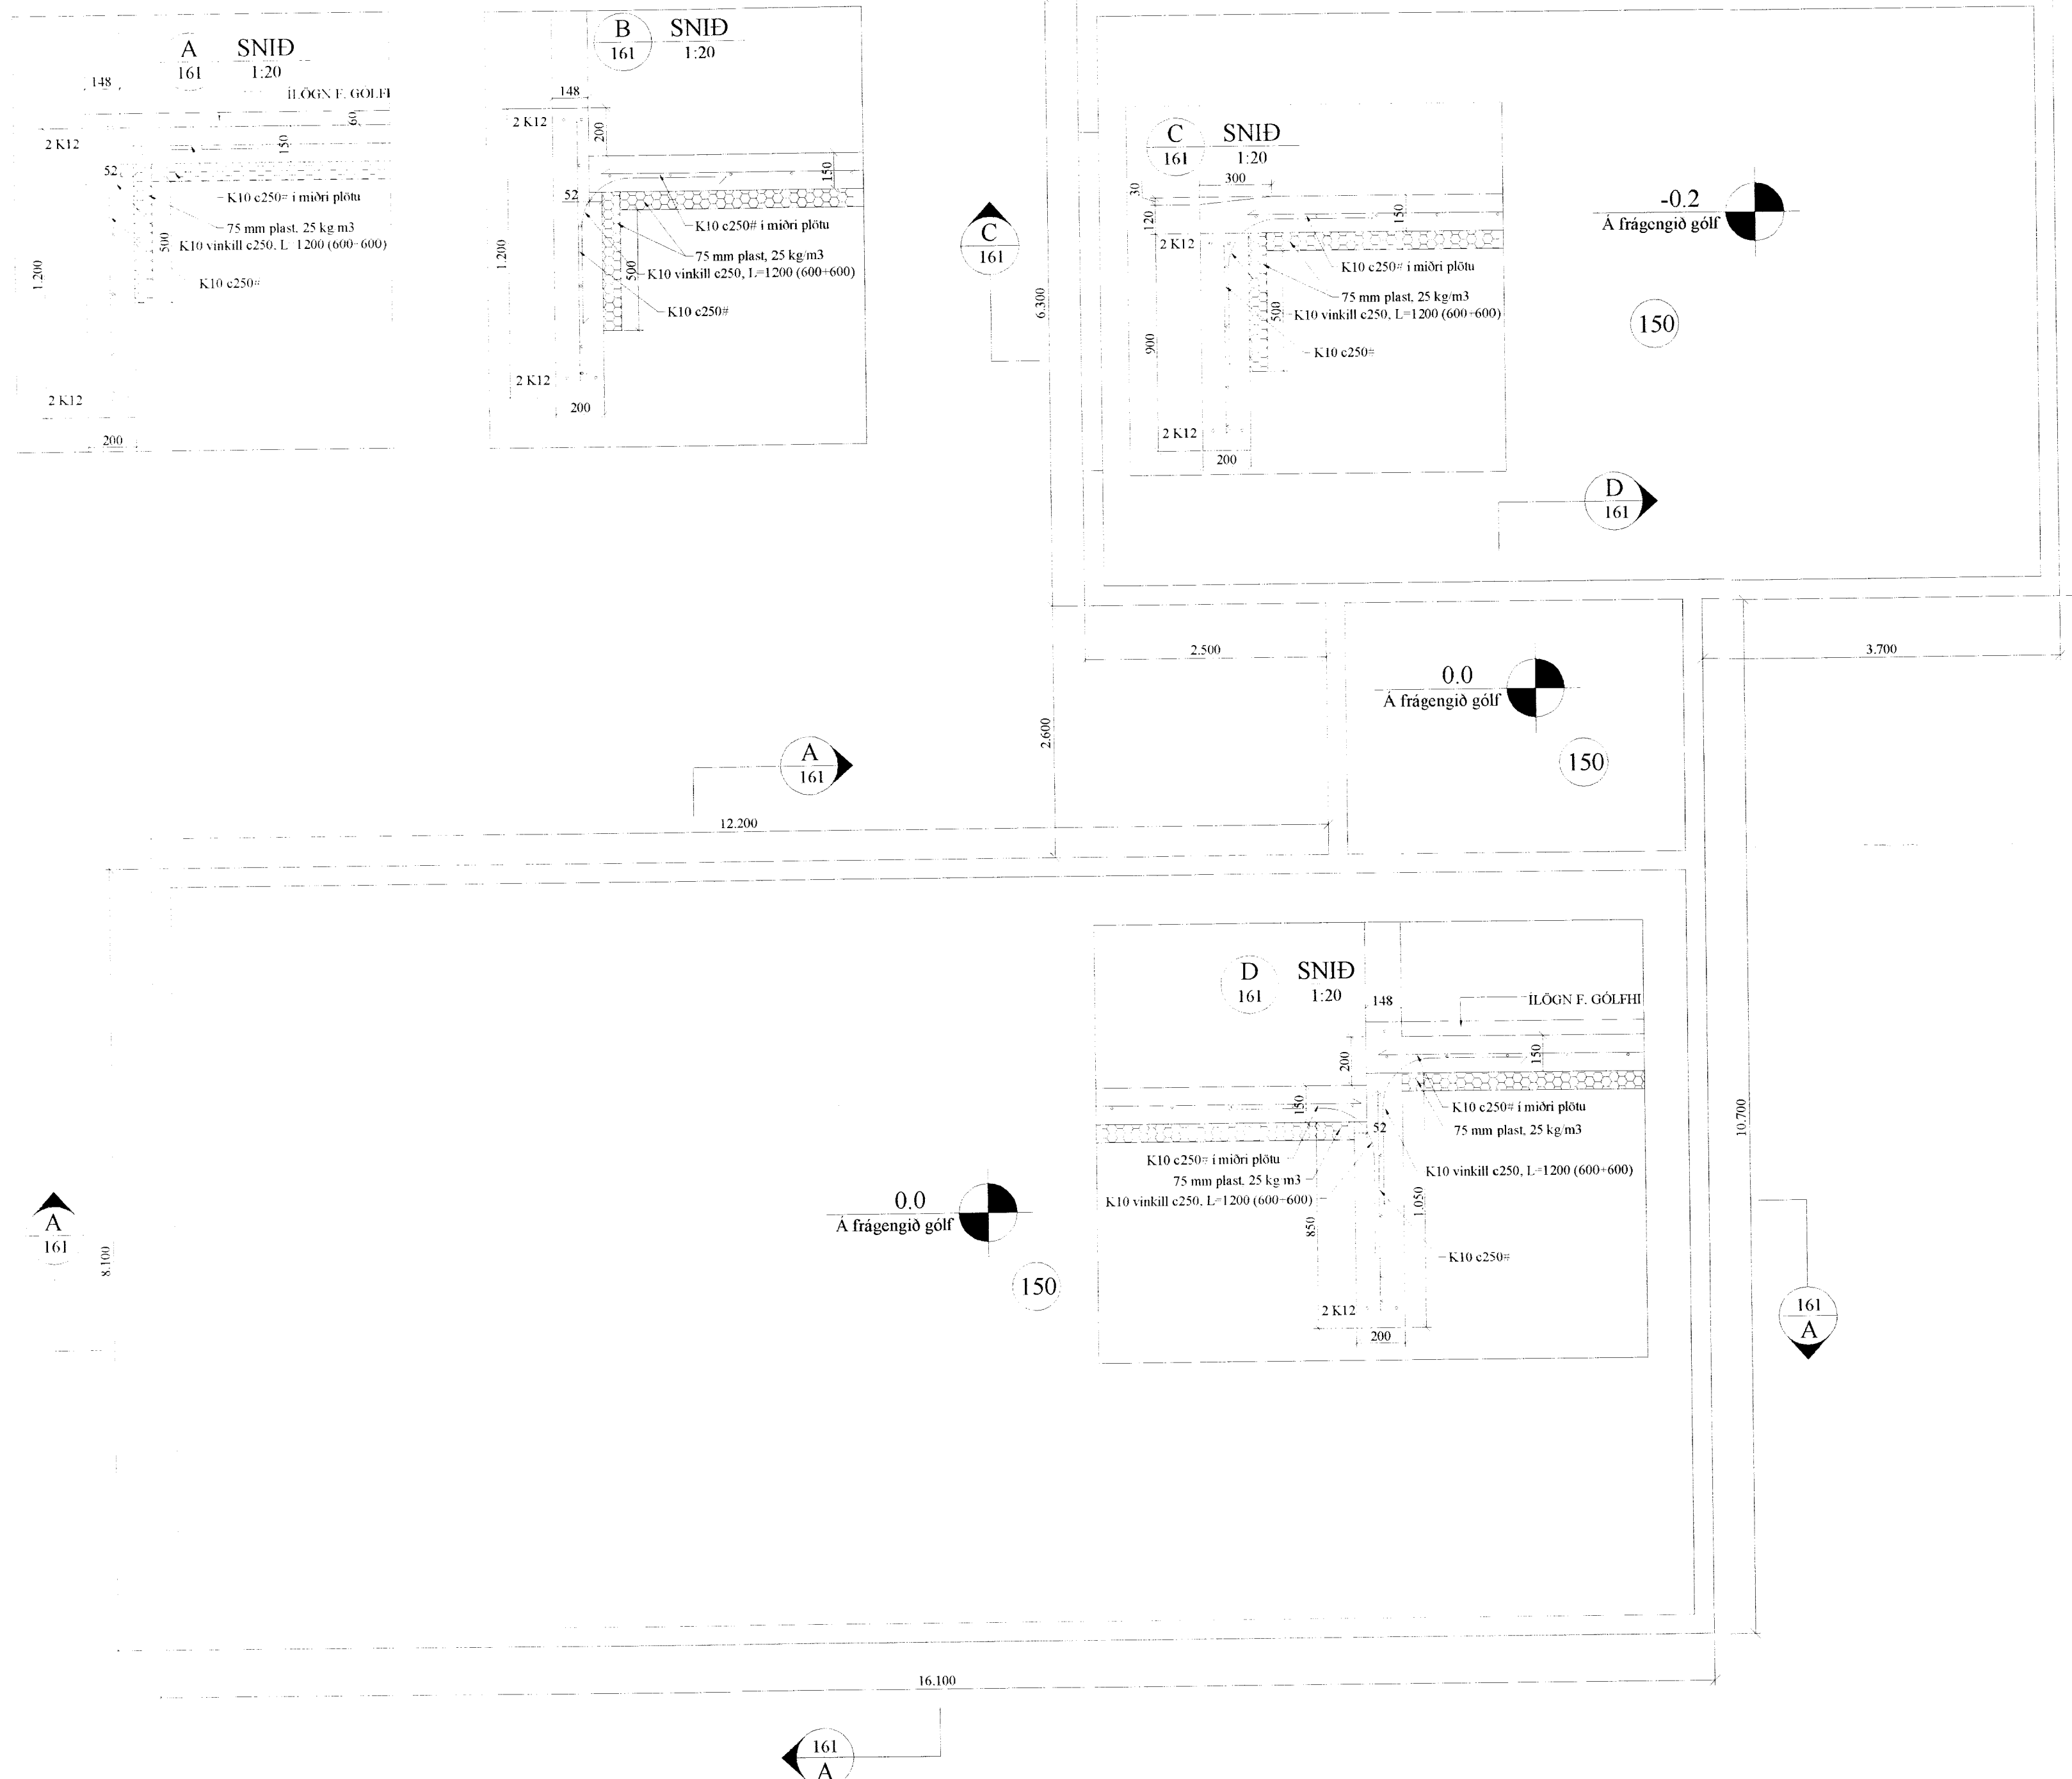 A SNIÐ
161 1:20
148
ÍLÖGN F. GÓLFI
60
150
2 K12
52
K10 c250# í miðri plötu
75 mm plast, 25 kg m3
500
K10 vinkill c250, L=1200 (600+600)
1.200
K10 c250#
2 K12
200
B SNIÐ
161 1:20
148
2 K12
200
150
52
K10 c250# í miðri plötu
1.200
75 mm plast, 25 kg/m3
500
K10 vinkill c250, L=1200 (600+600)
K10 c250#
2 K12
200
C
161
6.300
C SNIÐ
161 1:20
300
30
120
150
2 K12
K10 c250# í miðri plötu
75 mm plast, 25 kg/m3
500
K10 vinkill c250, L=1200 (600+600)
900
K10 c250#
2 K12
200
-0.2
Á frágengið gólf
150
D
161
2.500
3.700
0.0
Á frágengið gólf
2.600
150
A
161
12.200
D SNIÐ
161 1:20
148
ÍLÖGN F. GÓLFHI
200
150
150
52
K10 c250# í miðri plötu
75 mm plast, 25 kg/m3
K10 c250# í miðri plötu
75 mm plast, 25 kg m3
K10 vinkill c250, L=1200 (600+600)
K10 vinkill c250, L=1200 (600+600)
850
1.050
K10 c250#
2 K12
200
10.700
0.0
Á frágengið gólf
150
A
161
8.100
161
A
16.100
161
A